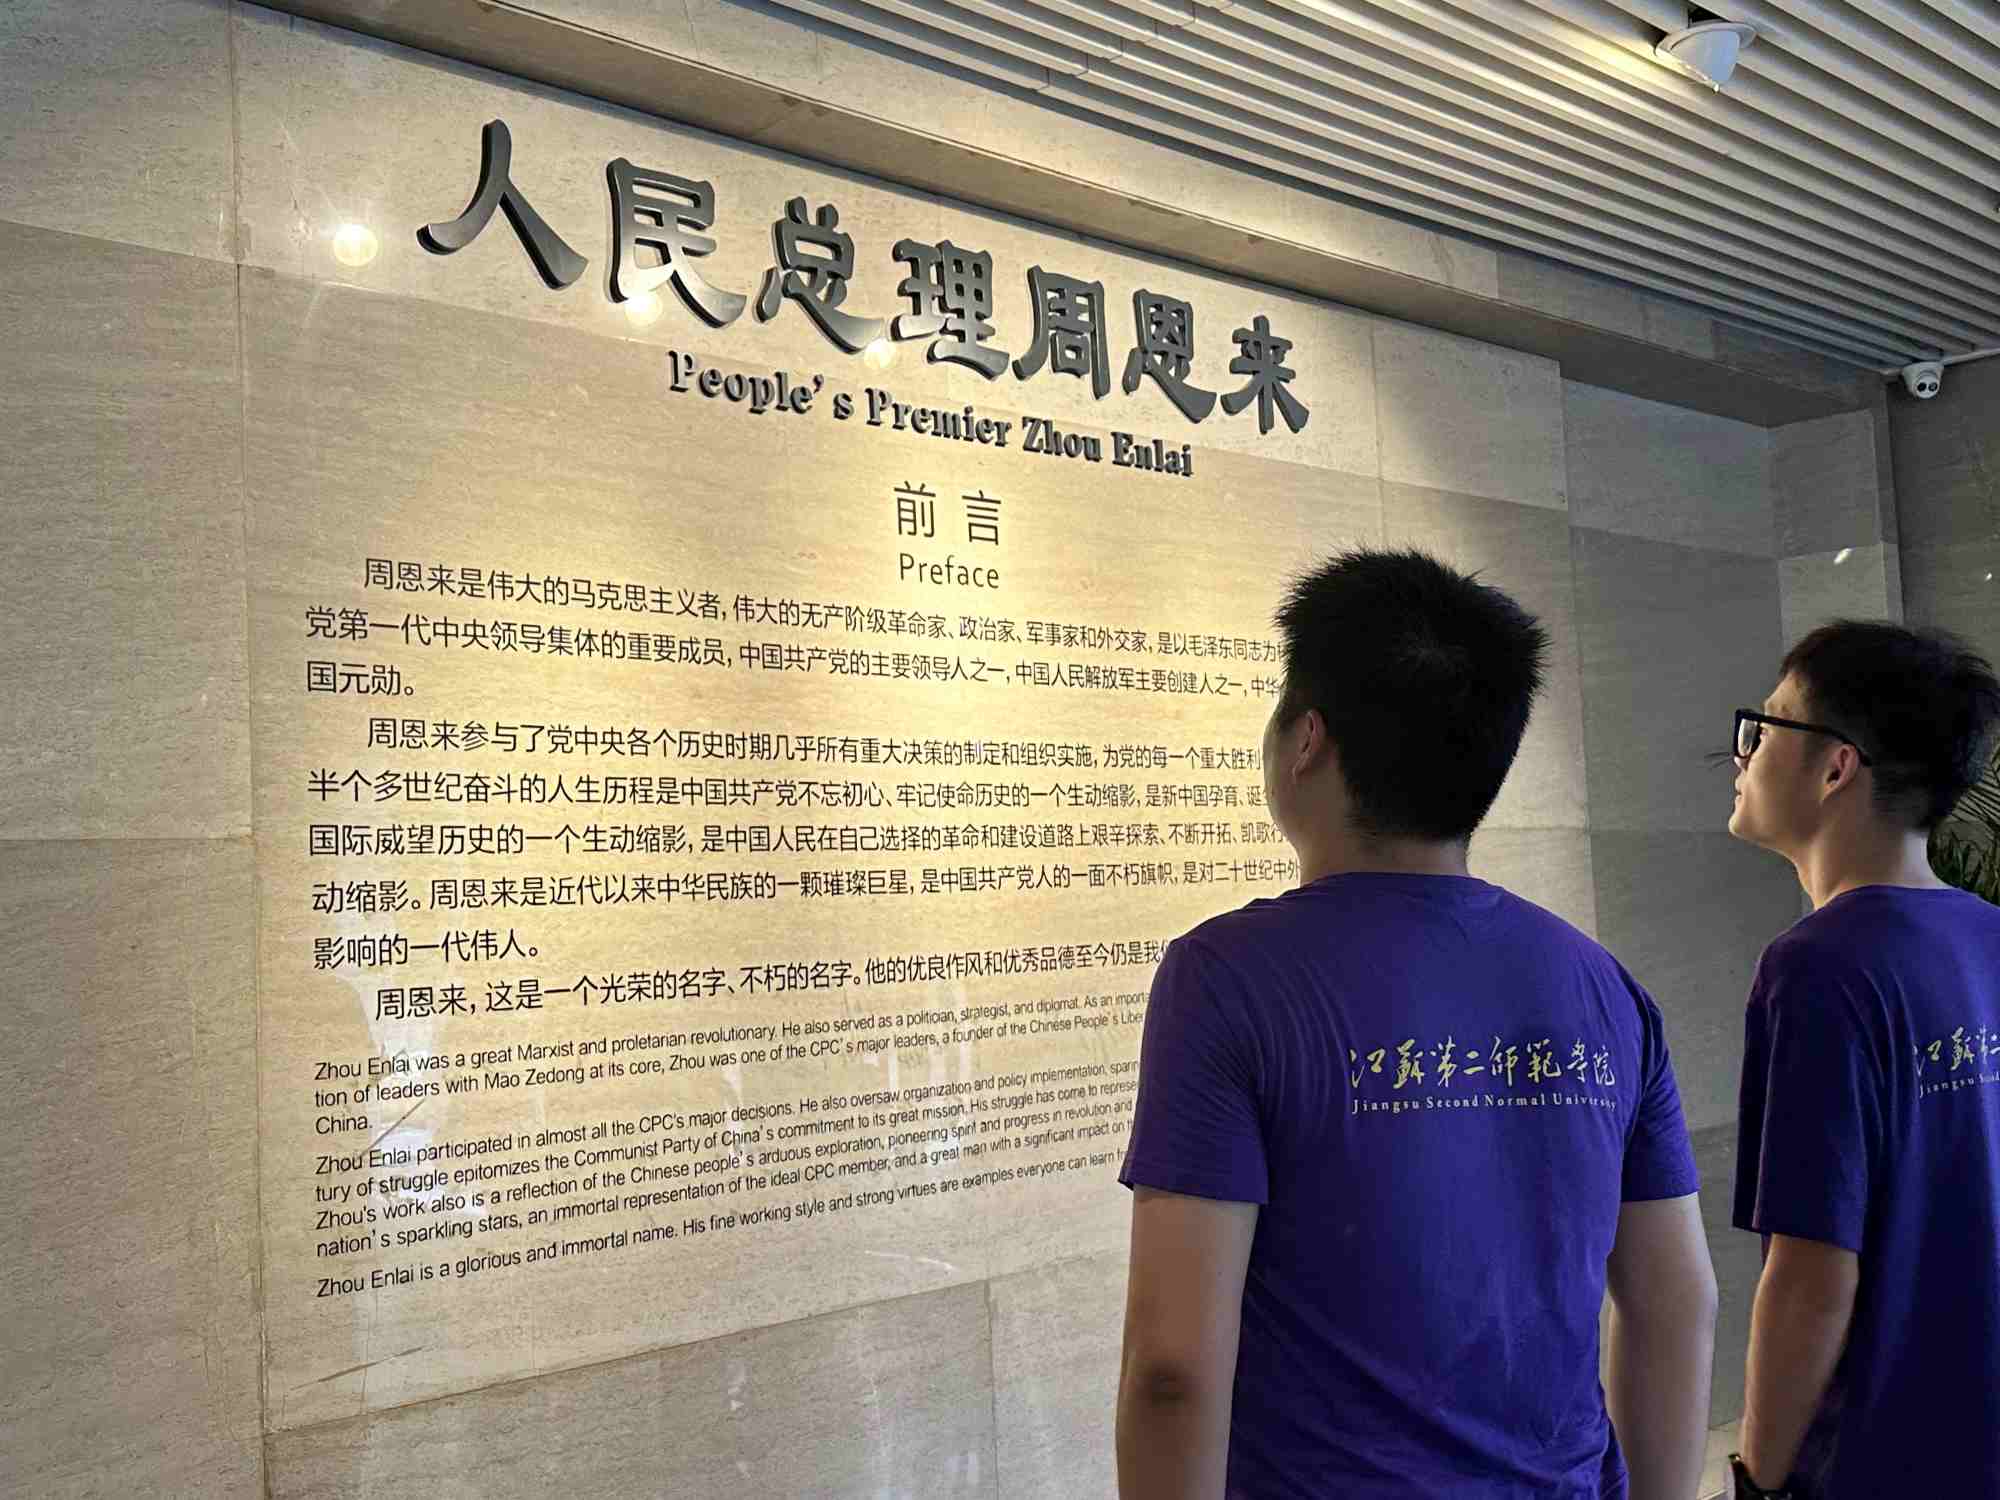 人民总理周恩来
People's Premier Zhou Enlai
前言
Preface
周恩来是伟大的马克思主义者，伟大的无产阶级革命家、政治家、军事家和外交家，是以毛泽东同志为
党第一代中央领导集体的重要成员，中国共产党的主要领导人之一，中国人民解放军主要创建人之一，中华
国元勋。
周恩来参与了党中央各个历史时期几乎所有重大决策的制定和组织实施，为党的每一个重大胜利
半个多世纪奋斗的人生历程是中国共产党不忘初心、牢记使命历史的一个生动缩影，是新中国孕育、诞生
国际威望历史的一个生动缩影，是中国人民在自己选择的革命和建设道路上艰辛探索、不断开拓、凯歌行
动缩影。周恩来是近代以来中华民族的一颗璀璨巨星，是中国共产党人的一面不朽旗帜，是对二十世纪中外
影响的一代伟人。
周恩来，这是一个光荣的名字、不朽的名字。他的优良作风和优秀品德至今仍是我们
Zhou Enlai was a great Marxist and proletarian revolutionary. He also served as a politician, strategist, and diplomat. As an importa
tion of leaders with Mao Zedong at its core, Zhou was one of the CPC's major leaders, a founder of the Chinese People's Liber
China.
Zhou Enlai participated in almost all the CPC's major decisions. He also oversaw organization and policy implementation, sparin
tury of struggle epitomizes the Communist Party of China's commitment to its great mission. His struggle has come to represe
Zhou's work also is a reflection of the Chinese people's arduous exploration, pioneering spirit and progress in revolution and
nation's sparkling stars, an immortal representation of the ideal CPC member, and a great man with a significant impact on
Zhou Enlai is a glorious and immortal name. His fine working style and strong virtues are examples everyone can learn
江蘇第二师範学院
Jiangsu Second Normal University
江蘇第二
Jiangsu Second